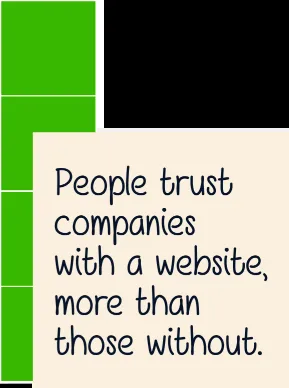 People trust
companies
with a website,
more than
those without.